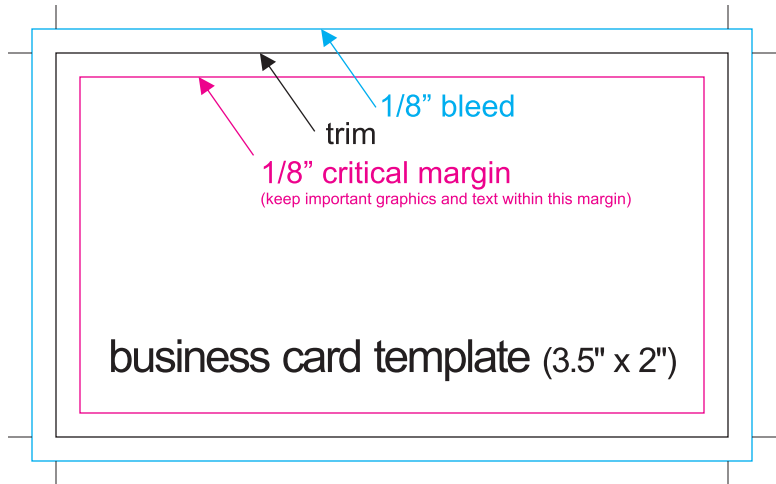 1/8” bleed
trim
1/8” critical margin
(keep important graphics and text within this margin)
business card template (3.5" x 2")